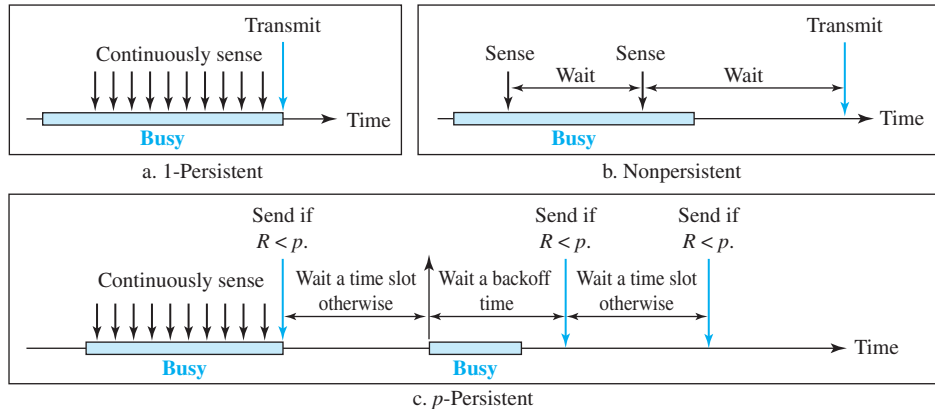 Transmit
Continuously sense
Time
Busy
a. 1-Persistent
Transmit
Sense
Sense
Wait
Wait
Time
Busy
b. Nonpersistent
Send if
R < p.
Send if
R < p.
Send if
R < p.
Continuously sense
Wait a time slot
otherwise
Wait a backoff
time
Wait a time slot
otherwise
Time
Busy
Busy
c. p-Persistent